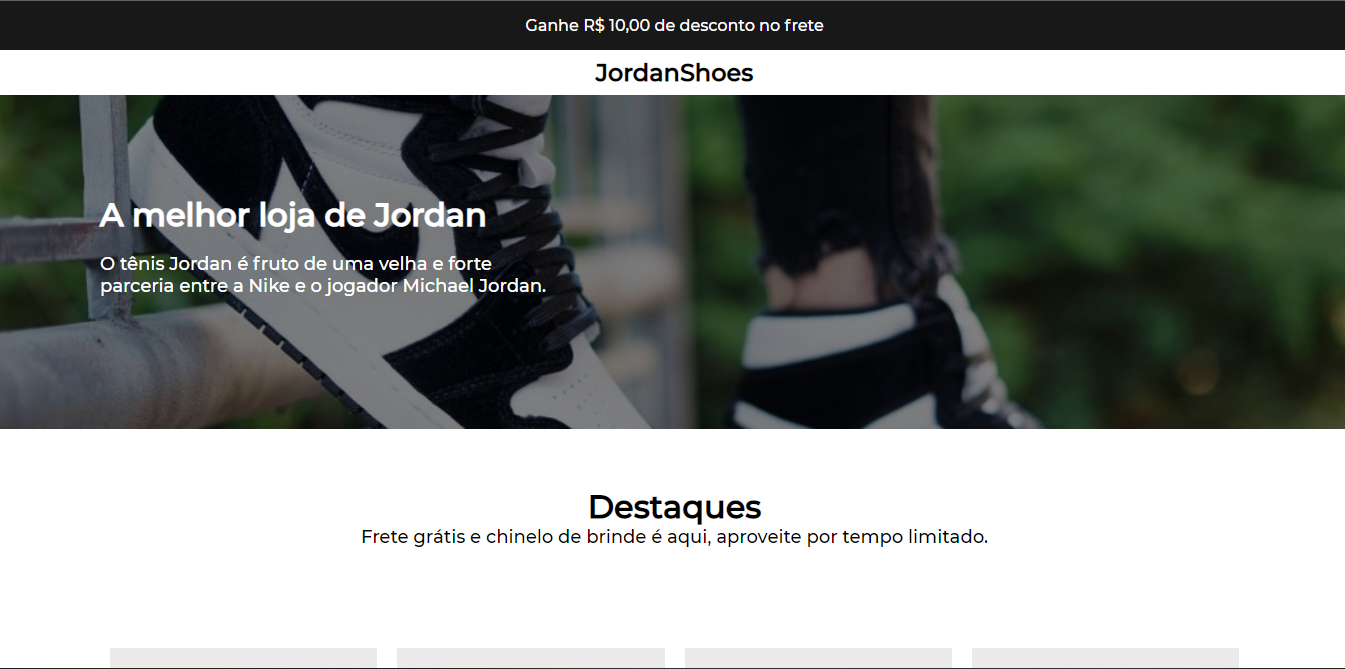 Ganhe R$ 10,00 de desconto no frete
JordanShoes
A melhor loja de Jordan
O tênis Jordan é fruto de uma velha e forte
parceria entre a Nike e o jogador Michael Jordan.
Destaques
Frete grátis e chinelo de brinde é aqui, aproveite por tempo limitado.